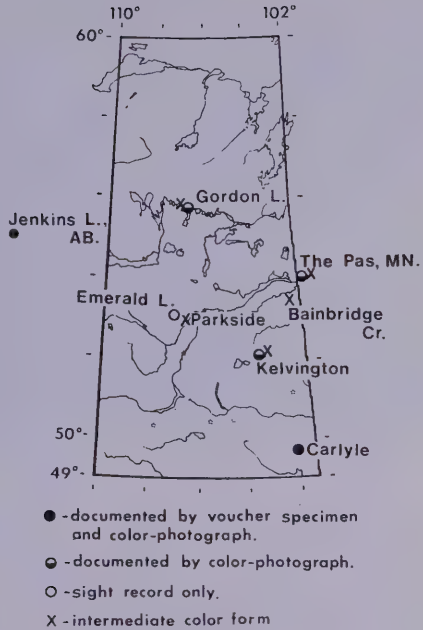 110° 102°
60°-
Gordon L.
Jenkins L.,
AB.
The Pas, MN.
Emerald L.
Parkside
Bainbridge
Cr.
Kelvington
50°-
Carlyle
49°-
● -documented by voucher specimen
and color-photograph.
◒ -documented by color-photograph.
O -sight record only.
X -intermediate color form